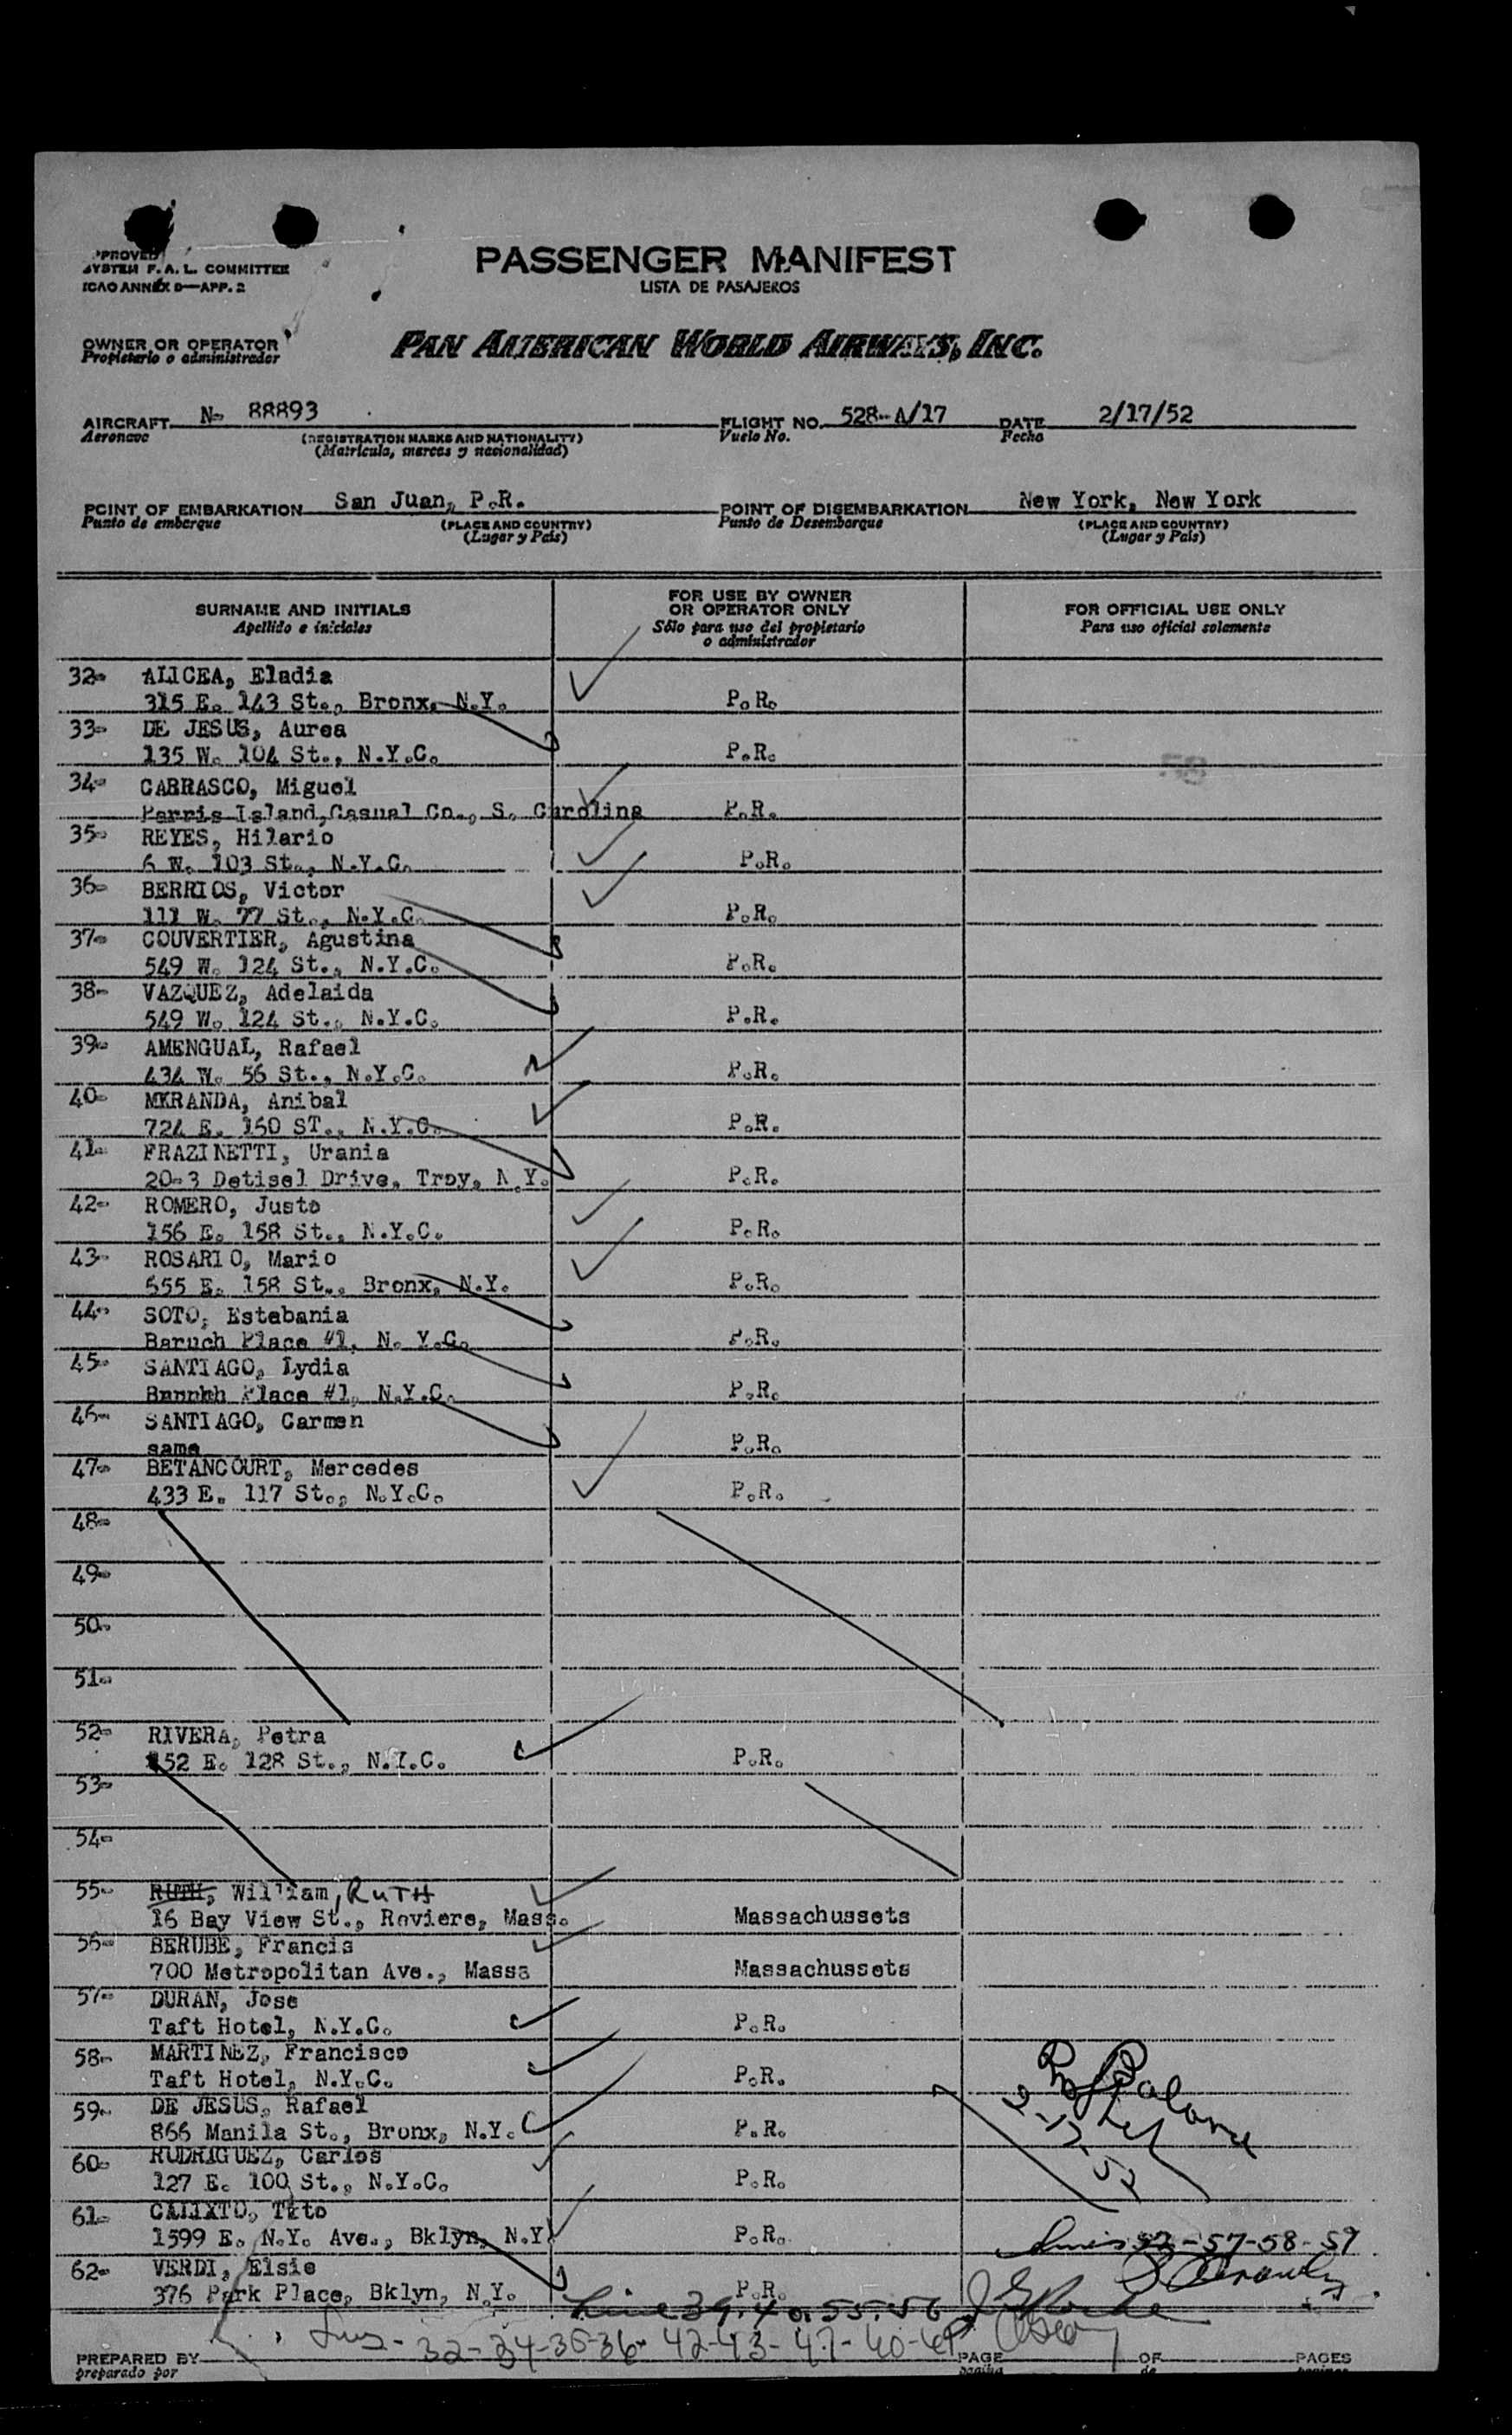 SYSTEM F. A. L. COMMITTEE
ICAO ANNEX 9—APP. 2
PASSENGER MANIFEST
LISTA DE PASAJEROS
OWNER OR OPERATOR
Propietario o administrador
PAN AMERICAN WORLD AIRWAYS, INC.
AIRCRAFT N- 88893 FLIGHT NO. 528-A/17 DATE 2/17/52
Aeronave (REGISTRATION MARKS AND NATIONALITY) Vuelo No. Fecha
(Matricula, marcas y nacionalidad)
POINT OF EMBARKATION San Juan, P.R. POINT OF DISEMBARKATION New York, New York
Punto de embarque (PLACE AND COUNTRY) Punto de Desembarque (PLACE AND COUNTRY)
(Lugar y País) (Lugar y País)
SURNAME AND INITIALS FOR USE BY OWNER OR OPERATOR ONLY FOR OFFICIAL USE ONLY
Apellido e iniciales Sólo para uso del propietario o administrador Para uso oficial solamente
32- ALICEA, Eladia
315 E. 143 St., Bronx, N.Y. P.R.
33- DE JESUS, Aurea
135 W. 104 St., N.Y.C. P.R.
58
34- CARRASCO, Miguel
Parris Island,Casual Co., S. Carolina P.R.
35- REYES, Hilario
6 W. 103 St., N.Y.C. P.R.
36- BERRIOS, Victor
111 W. 77 St., N.Y.C. P.R.
37- COUVERTIER, Agustina
549 W. 124 St., N.Y.C. P.R.
38- VAZQUEZ, Adelaida
549 W. 124 St., N.Y.C. P.R.
39- AMENGUAL, Rafael
434 W. 56 St., N.Y.C. P.R.
40- MERANDA, Anibal
724 E. 160 ST., N.Y.C. P.R.
41- FRAZINETTI, Urania
20-3 Detisel Drive, Troy, N.Y. P.R.
42- ROMERO, Justo
156 E. 158 St., N.Y.C. P.R.
43- ROSARIO, Mario
655 E. 158 St., Bronx, N.Y. P.R.
44- SOTO, Estebania
Baruch Place #1, N. Y.C. P.R.
45- SANTIAGO, Lydia
Place #1, N.Y.C. P.R.
46- SANTIAGO, Carmen
same P.R.
47- BETANCOURT, Mercedes
433 E. 117 St., N.Y.C. P.R.
48-
49-
50-
51-
52- RIVERA, Petra
152 E. 128 St., N.Y.C. P.R.
53-
54-
55- RUTH, William, RUTH
16 Bay View St., Roviere, Mass. Massachussets
56- BERUBE, Francis
700 Metropolitan Ave., Massa Massachussets
57- DURAN, Jose
Taft Hotel, N.Y.C. P.R.
58- MARTINEZ, Francisco
Taft Hotel, N.Y.C. P.R.
2-17-52
59- DE JESUS, Rafael
866 Manila St., Bronx, N.Y. P.R.
60- RODRIGUEZ, Carlos
127 E. 100 St., N.Y.C. P.R.
61- CALIXTO, Tito
1599 E. N.Y. Ave., Bklyn, N.Y. P.R.
Lines 52-57-58-59
62- VERDI, Elsie
376 Park Place, Bklyn, N.Y. P.R.
Line 39.40.55.56
32-34-35-36- 42-43-47-60-61
PREPARED BY PAGE OF PAGES
preparado por